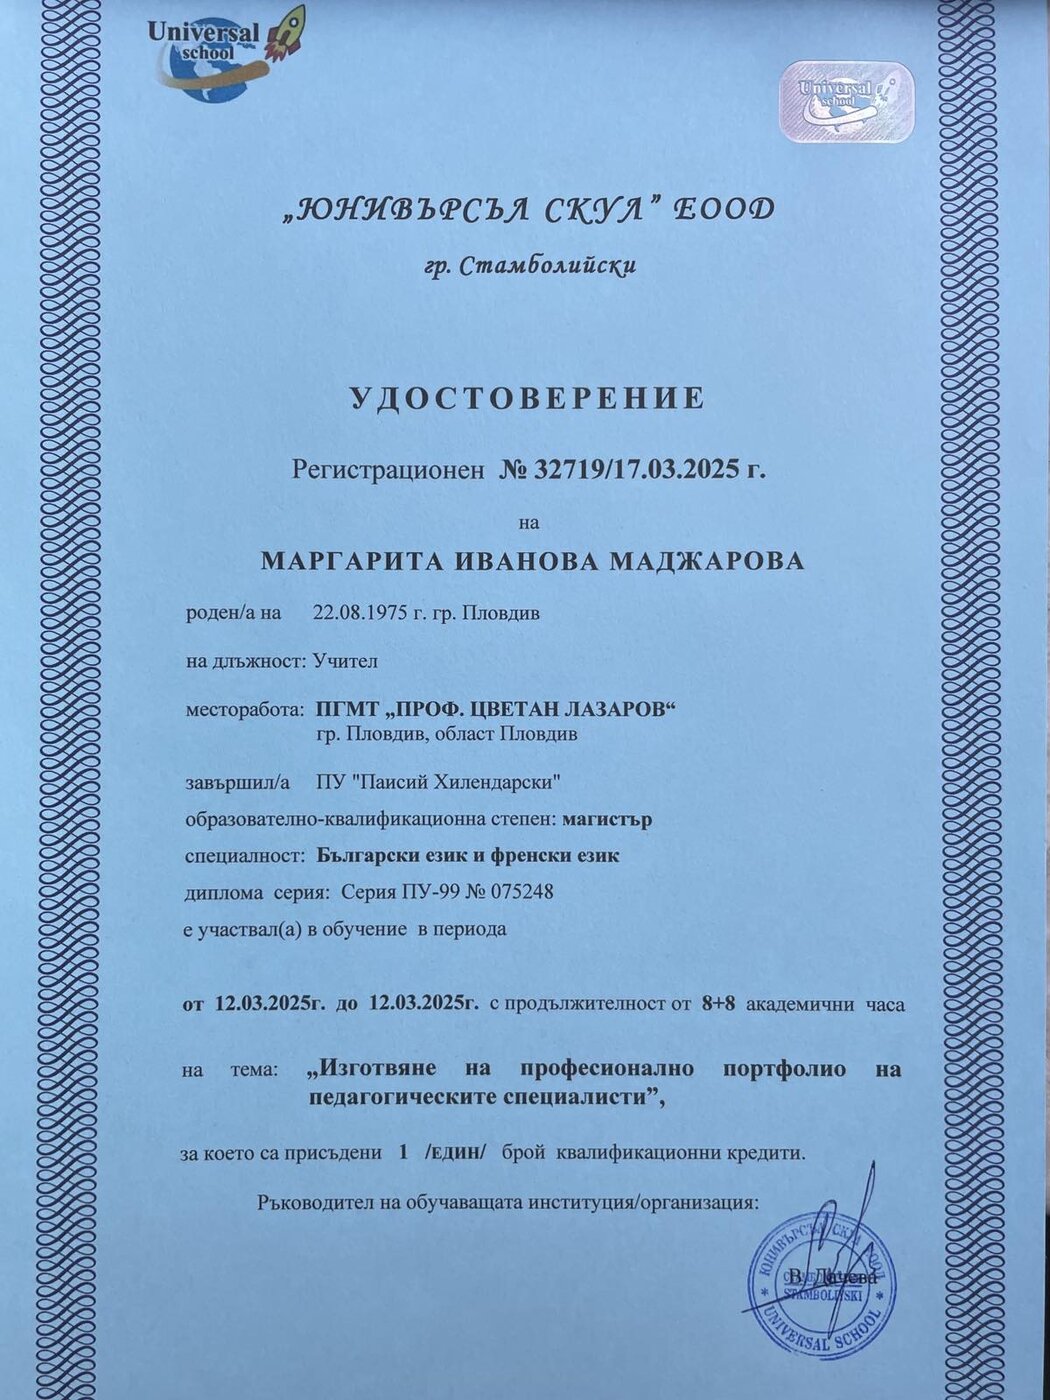 Universal
school
Universal
school
„ЮНИВЪРСЪЛ СКУЛ” ЕООД
гр. Стамболийски
УДОСТОВЕРЕНИЕ
Регистрационен № 32719/17.03.2025 г.
на
МАРГАРИТА ИВАНОВА МАДЖАРОВА
роден/а на 22.08.1975 г. гр. Пловдив
на длъжност: Учител
месторабота: ПГМТ „ПРОФ. ЦВЕТАН ЛАЗАРОВ“
гр. Пловдив, област Пловдив
завършил/а ПУ "Паисий Хилендарски"
образователно-квалификационна степен: магистър
специалност: Български език и френски език
диплома серия: Серия ПУ-99 № 075248
е участвал(а) в обучение в периода
от 12.03.2025г. до 12.03.2025г. с продължителност от 8+8 академични часа
на тема: „Изготвяне на професионално портфолио на
педагогическите специалисти”,
за което са присъдени 1 /ЕДИН/ брой квалификационни кредити.
Ръководител на обучаващата институция/организация:
ЮНИВЪРСЪЛ СКУЛ ЕООД
В. Дачева
STAMBOLIYSKI
UNIVERSAL SCHOOL